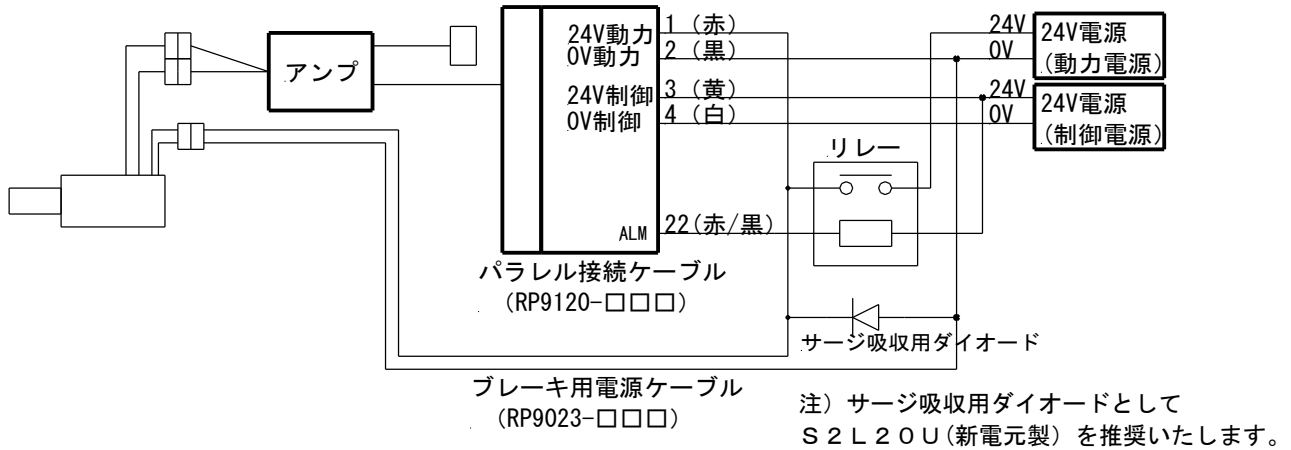 アンプ
24V動力
0V動力
24V制御
0V制御
ALM
1 (赤)
2 (黒)
3 (黄)
4 (白)
22(赤/黒)
24V
0V
24V
0V
24V電源
(動力電源)
24V電源
(制御電源)
リレー
パラレル接続ケーブル
(RP9120-□□□)
サージ吸収用ダイオード
ブレーキ用電源ケーブル
(RP9023-□□□)
注）サージ吸収用ダイオードとして
Ｓ２Ｌ２０Ｕ(新電元製）を推奨いたします。